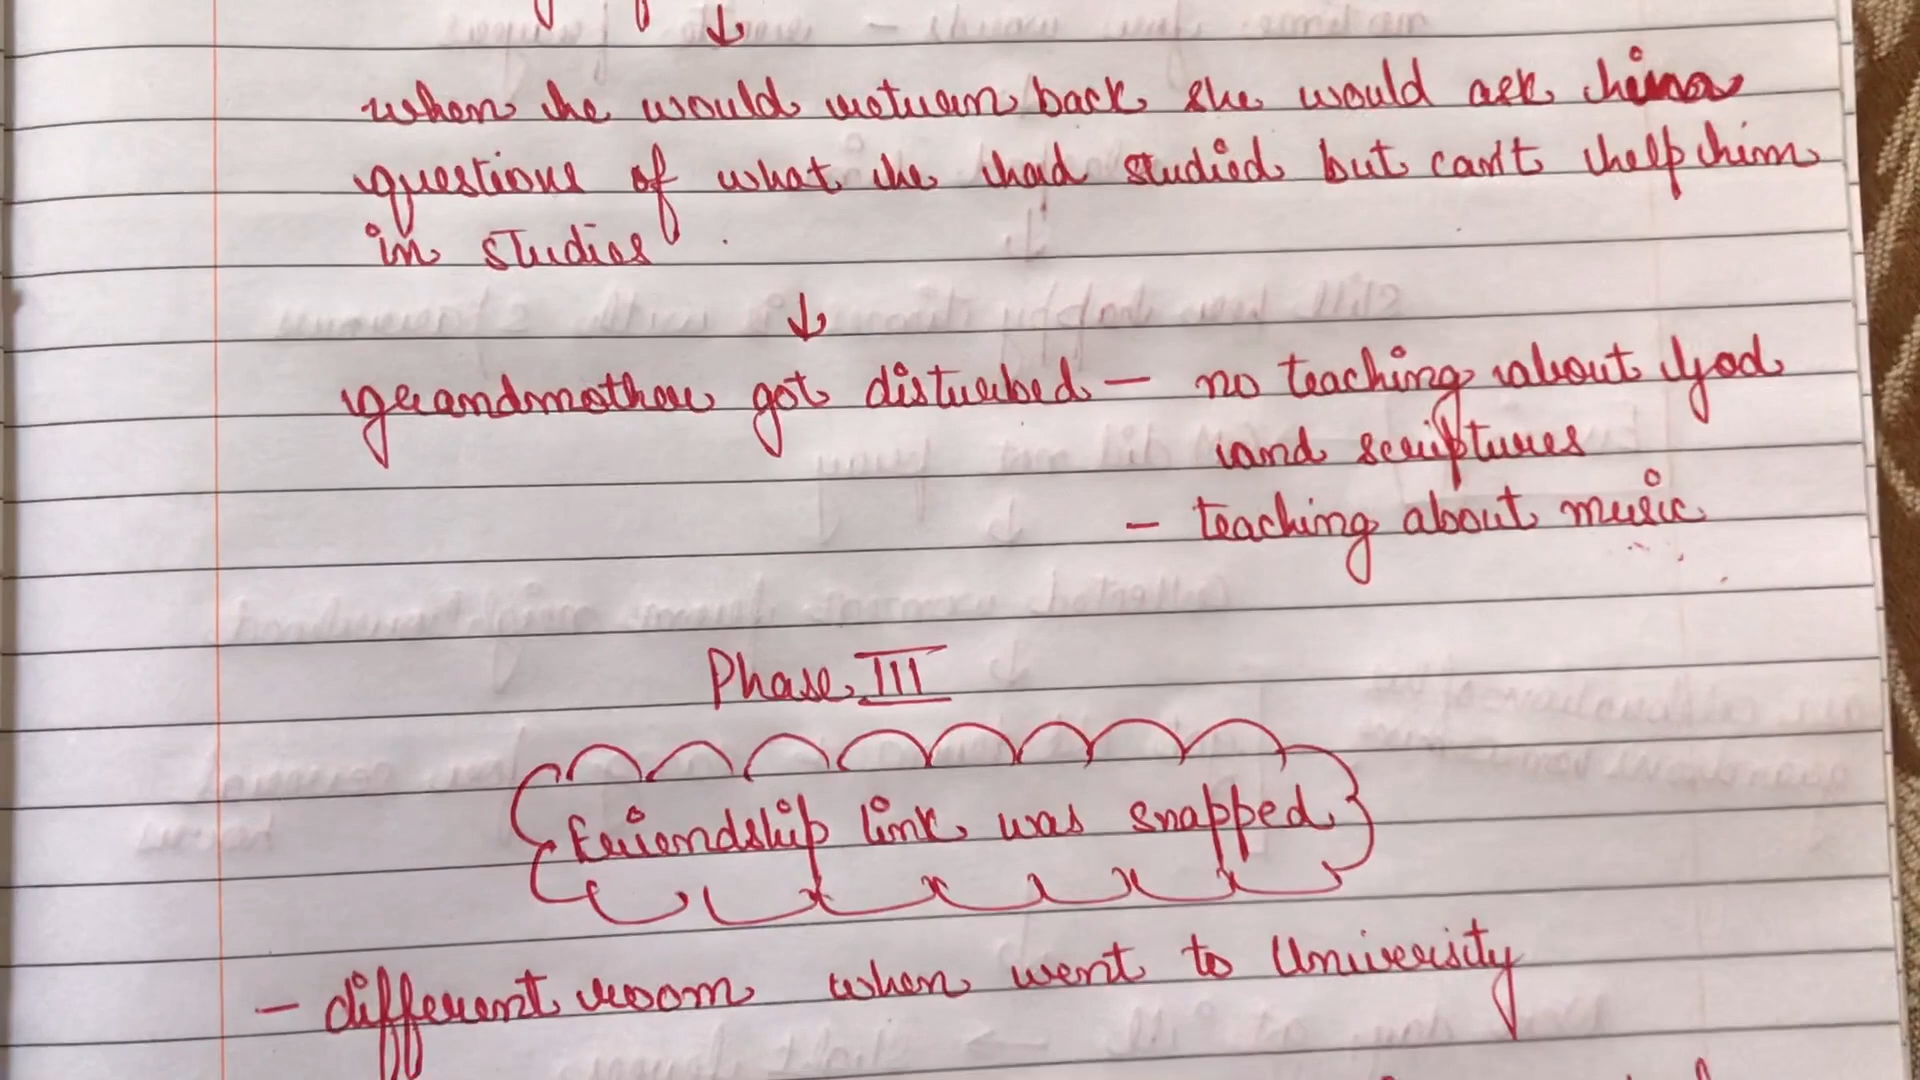 ↓
when he would return back she would ask him
questions of what he had studied but can't help him
in studies.
↓
grandmother got disturbed — no teaching about God
and scriptures
- teaching about music
Phase III
Friendship link was snapped
- different room when went to University